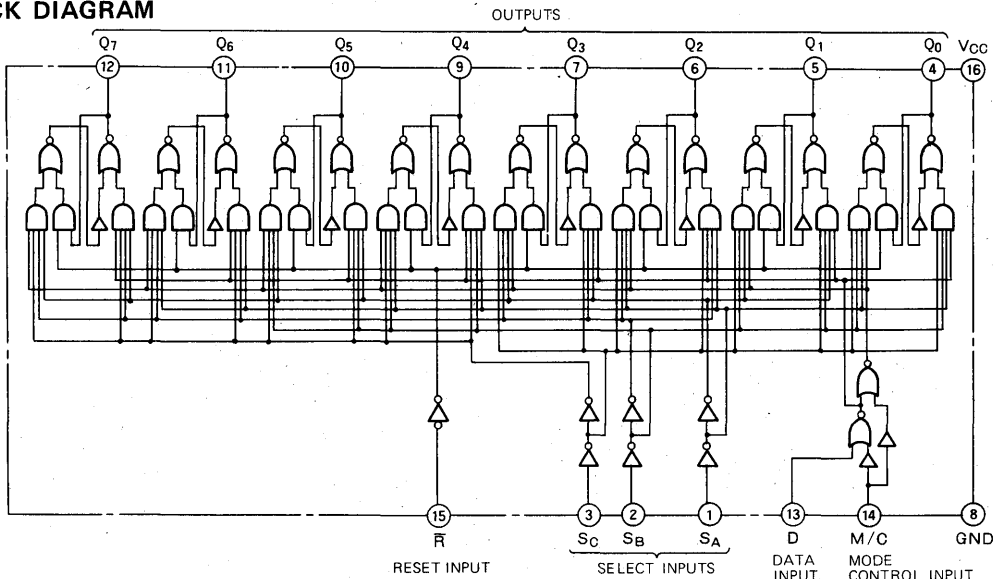 CK DIAGRAM
OUTPUTS
Q7 Q6 Q5 Q4 Q3 Q2 Q1 Q0 VCC
12 11 10 9 7 6 5 4 16
15 3 2 1 13 14 8
R̅ SC SB SA D M/C GND
RESET INPUT SELECT INPUTS DATA INPUT MODE CONTROL INPUT